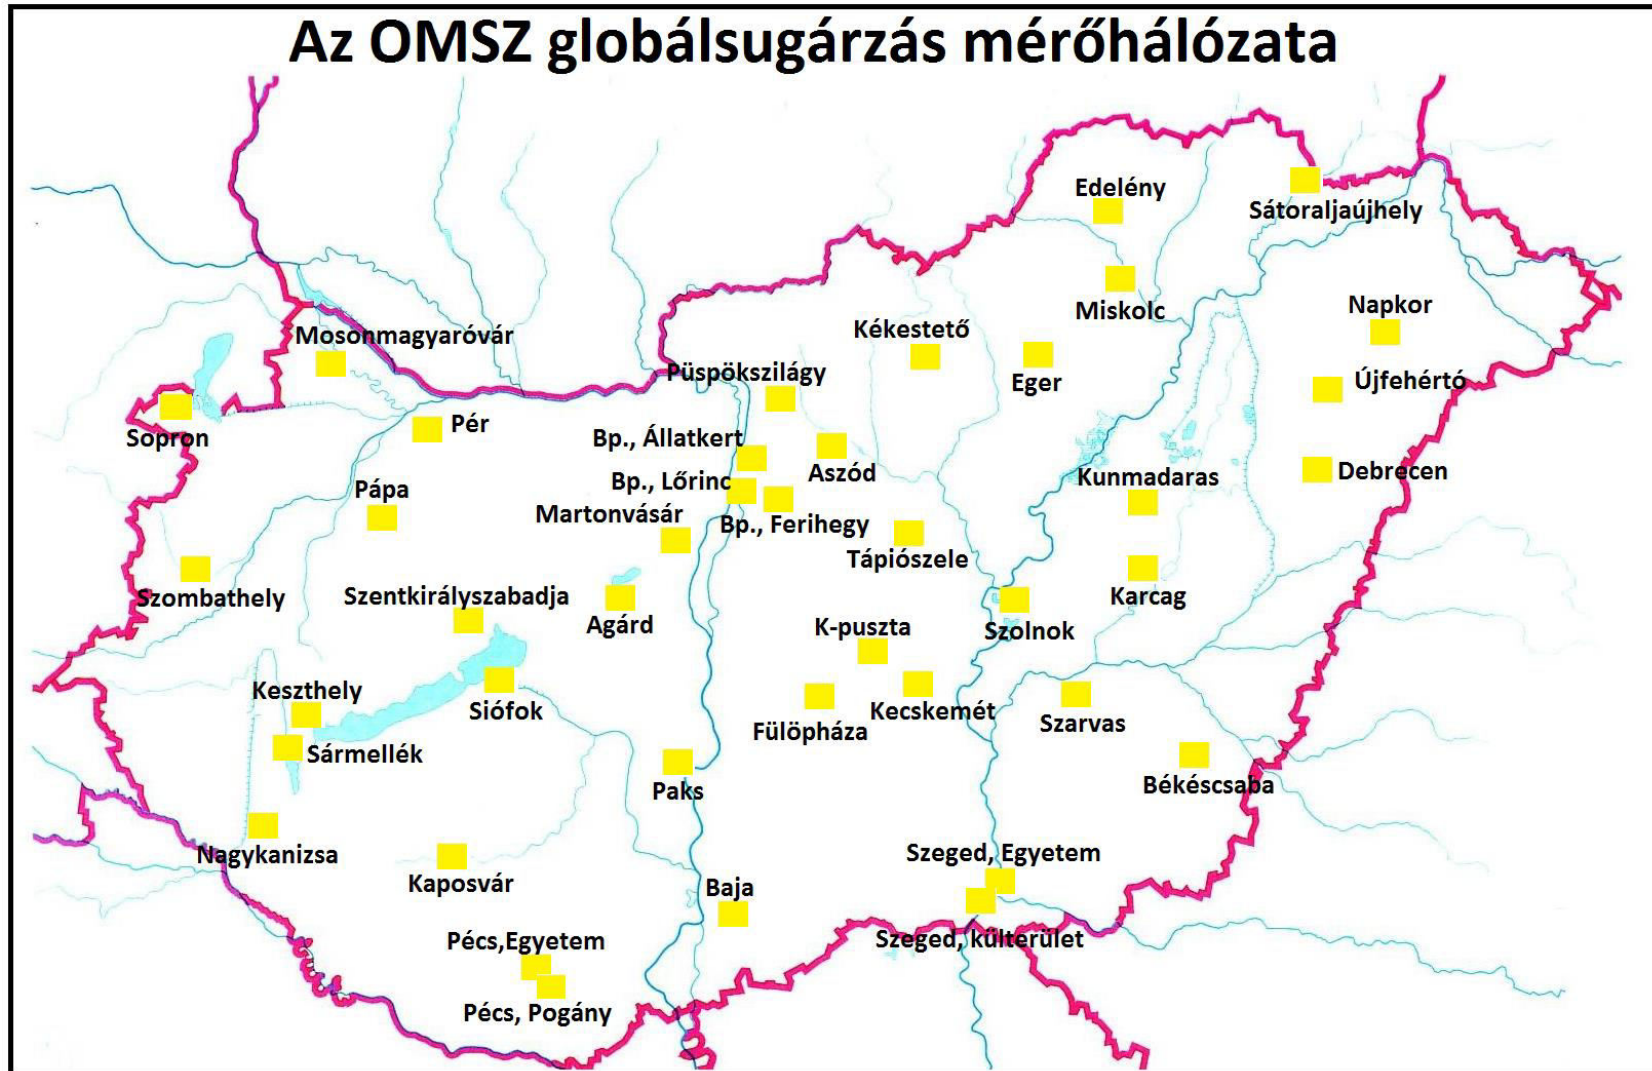 Az OMSZ globálsugárzás mérőhálózata
Edelény
Sátoraljaújhely
Miskolc
Napkor
Mosonmagyaróvár
Kékestető
Püspökszilágy
Eger
Újfehértó
Sopron
Pér
Bp., Állatkert
Aszód
Bp., Lőrinc
Kunmadaras
Debrecen
Pápa
Martonvásár
Bp., Ferihegy
Tápiószele
Szombathely
Szentkirályszabadja
Agárd
Karcag
K-puszta
Szolnok
Keszthely
Siófok
Kecskemét
Szarvas
Fülöpháza
Sármellék
Paks
Békéscsaba
Nagykanizsa
Szeged, Egyetem
Kaposvár
Baja
Pécs,Egyetem
Szeged, külterület
Pécs, Pogány